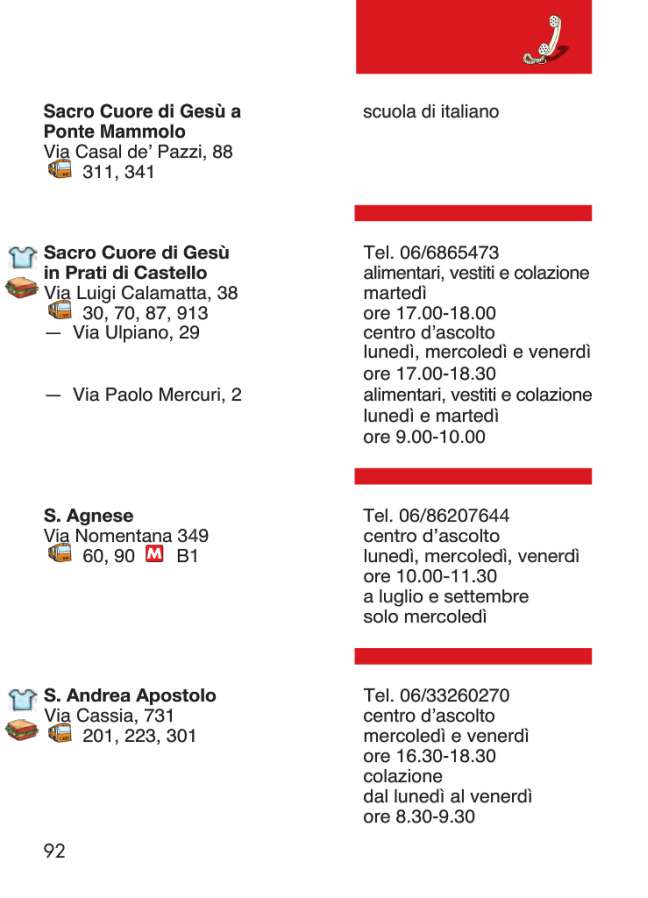 Sacro Cuore di Gesù a
Ponte Mammolo
Via Casal de' Pazzi, 88
311, 341
scuola di italiano
Sacro Cuore di Gesù
in Prati di Castello
Via Luigi Calamatta, 38
30, 70, 87, 913
— Via Ulpiano, 29
— Via Paolo Mercuri, 2
Tel. 06/6865473
alimentari, vestiti e colazione
martedì
ore 17.00-18.00
centro d'ascolto
lunedì, mercoledì e venerdì
ore 17.00-18.30
alimentari, vestiti e colazione
lunedì e martedì
ore 9.00-10.00
S. Agnese
Via Nomentana 349
60, 90 M B1
Tel. 06/86207644
centro d'ascolto
lunedì, mercoledì, venerdì
ore 10.00-11.30
a luglio e settembre
solo mercoledì
S. Andrea Apostolo
Via Cassia, 731
201, 223, 301
Tel. 06/33260270
centro d'ascolto
mercoledì e venerdì
ore 16.30-18.30
colazione
dal lunedì al venerdì
ore 8.30-9.30
92